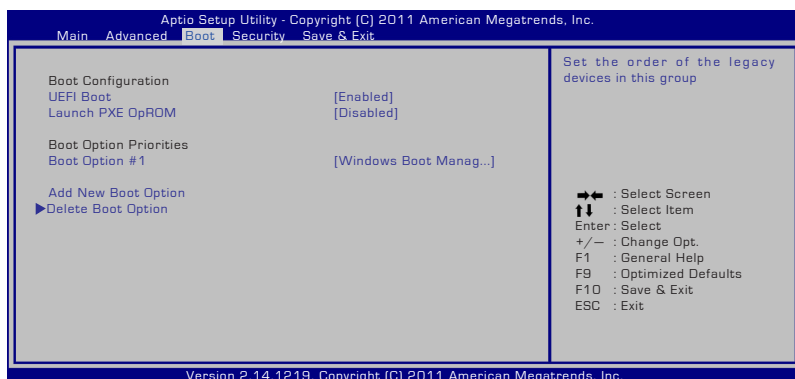 Aptio Setup Utility - Copyright (C) 2011 American Megatrends, Inc.
Main Advanced Boot Security Save & Exit
Boot Configuration
UEFI Boot [Enabled]
Launch PXE OpROM [Disabled]
Boot Option Priorities
Boot Option #1 [Windows Boot Manag...]
Add New Boot Option
▶Delete Boot Option
Set the order of the legacy
devices in this group
→← : Select Screen
↑↓ : Select Item
Enter : Select
+/— : Change Opt.
F1 : General Help
F9 : Optimized Defaults
F10 : Save & Exit
ESC : Exit
Version 2.14.1219. Copyright (C) 2011 American Megatrends, Inc.